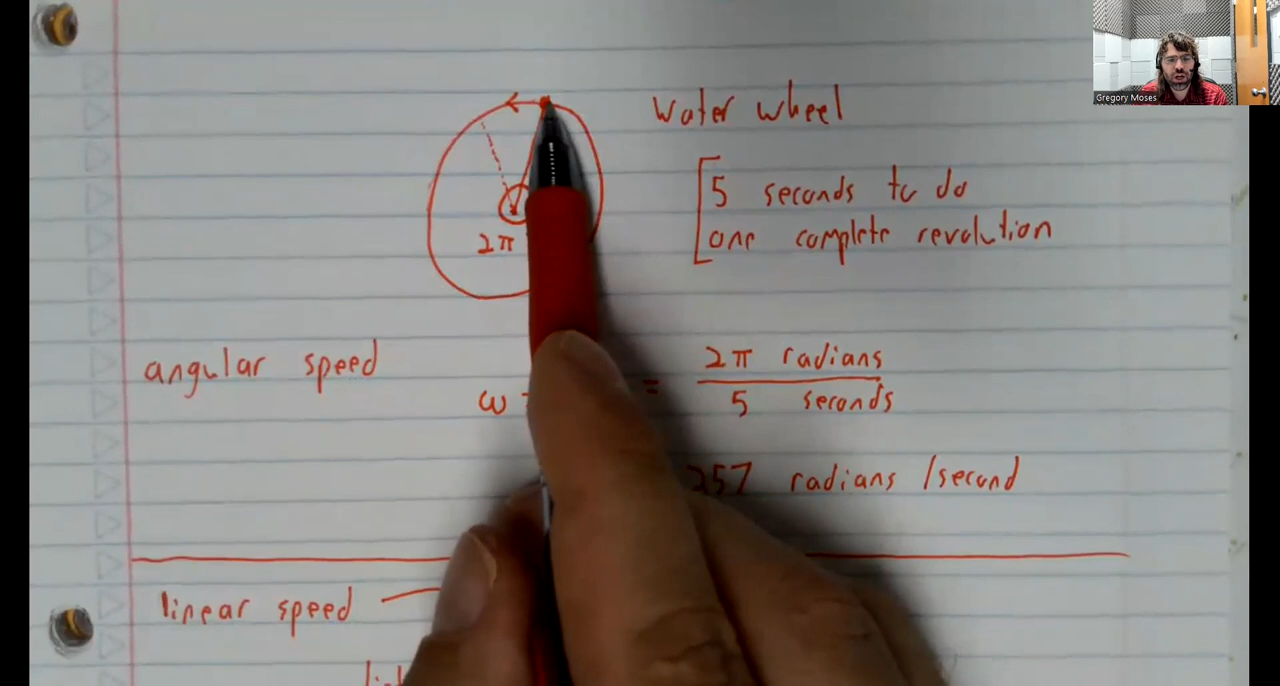 Gregory Moses
Water wheel
5 seconds to do
one complete revolution
2π
angular speed
ω = 2π radians
5 seconds
257 radians /second
linear speed